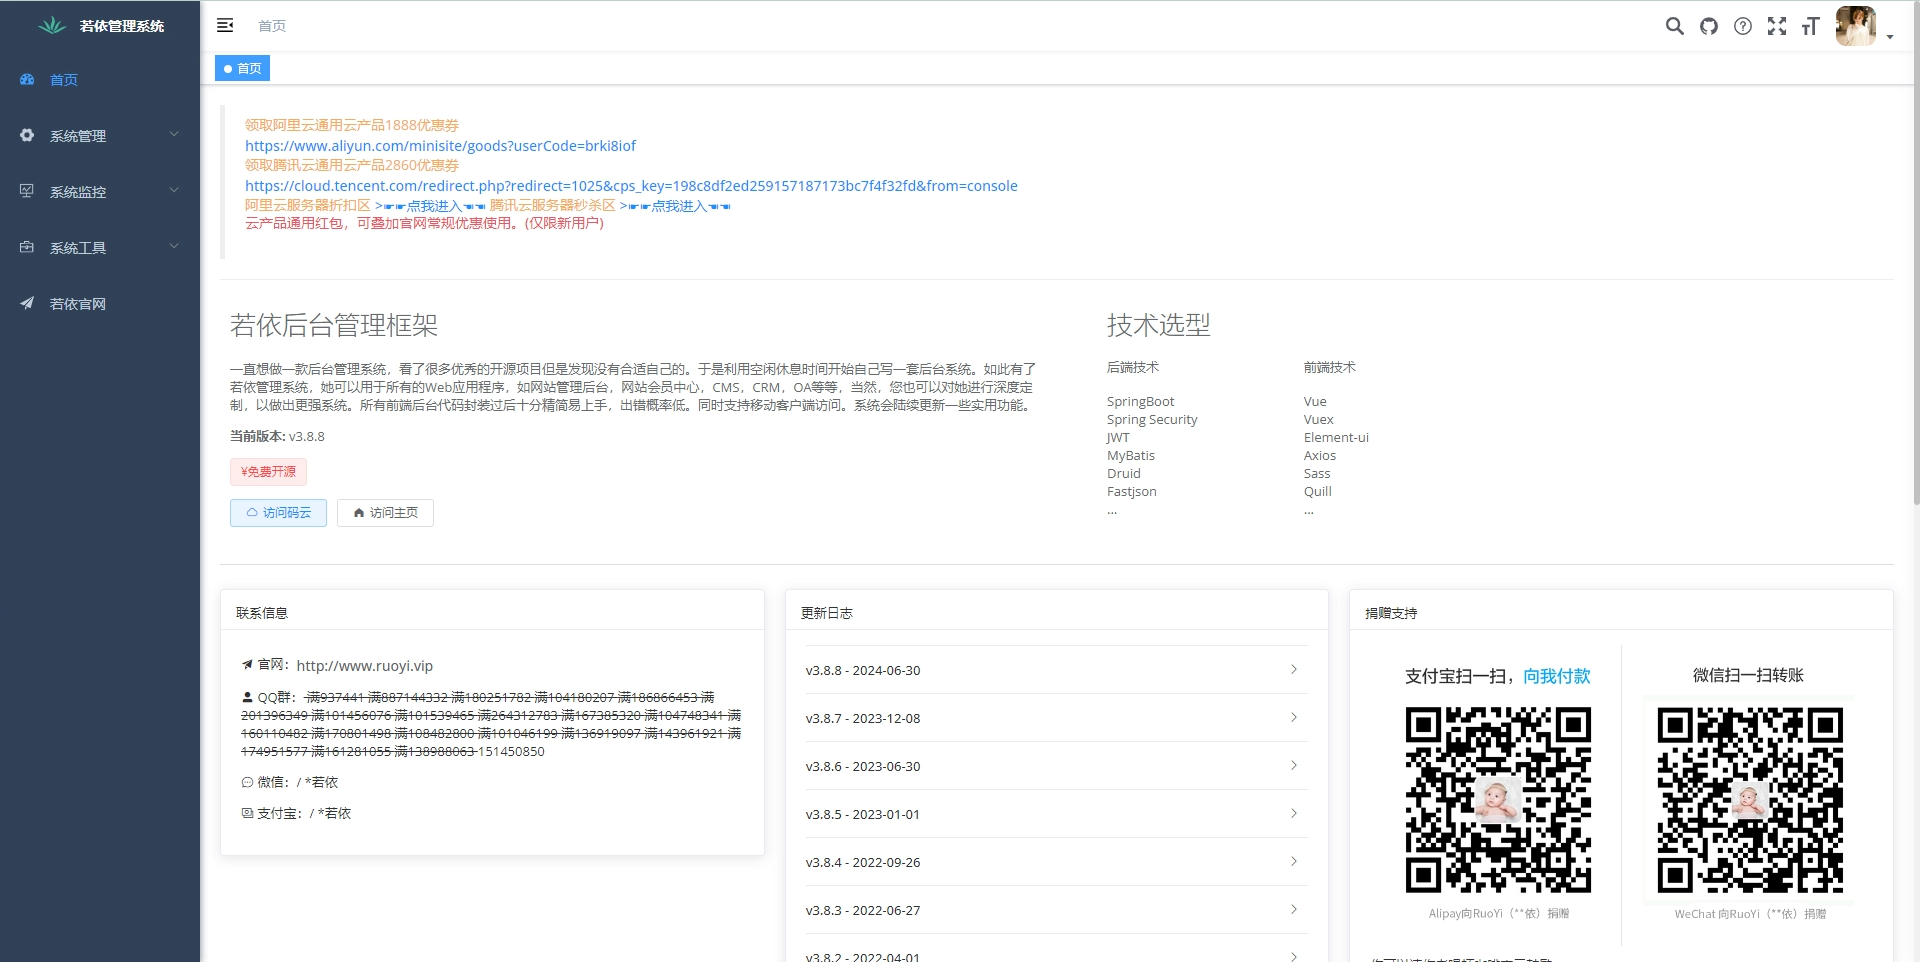 若依管理系统
首页
系统管理
系统监控
系统工具
若依官网
首页
首页
领取阿里云通用云产品1888优惠券
https://www.aliyun.com/minisite/goods?userCode=brki8iof
领取腾讯云通用云产品2860优惠券
https://cloud.tencent.com/redirect.php?redirect=1025&cps_key=198c8df2ed259157187173bc7f4f32fd&from=console
阿里云服务器折扣区 >☛☛点我进入☚☚ 腾讯云服务器秒杀区 >☛☛点我进入☚☚
云产品通用红包，可叠加官网常规优惠使用。(仅限新用户)
若依后台管理框架
一直想做一款后台管理系统，看了很多优秀的开源项目但是发现没有合适自己的。于是利用空闲休息时间开始自己写一套后台系统。如此有了
若依管理系统，她可以用于所有的Web应用程序，如网站管理后台，网站会员中心，CMS，CRM，OA等等，当然，您也可以对她进行深度定
制，以做出更强系统。所有前端后台代码封装过后十分精简易上手，出错概率低。同时支持移动客户端访问。系统会陆续更新一些实用功能。
当前版本: v3.8.8
¥免费开源
访问码云
访问主页
技术选型
后端技术
SpringBoot
Spring Security
JWT
MyBatis
Druid
Fastjson
...
前端技术
Vue
Vuex
Element-ui
Axios
Sass
Quill
...
联系信息
官网：http://www.ruoyi.vip
QQ群：满937441 满887144332 满180251782 满104180207 满186866453 满
201396349 满101456076 满101539465 满264312783 满167385320 满104748341 满
160110482 满170801498 满108482800 满101046199 满136919097 满143961921 满
174951577 满161281055 满138988063 151450850
微信：/ *若依
支付宝：/ *若依
更新日志
v3.8.8 - 2024-06-30
v3.8.7 - 2023-12-08
v3.8.6 - 2023-06-30
v3.8.5 - 2023-01-01
v3.8.4 - 2022-09-26
v3.8.3 - 2022-06-27
v3.8.2 - 2022-04-01
捐赠支持
支付宝扫一扫，向我付款
Alipay向RuoYi（**依）捐赠
微信扫一扫转账
WeChat 向RuoYi（**依）捐赠